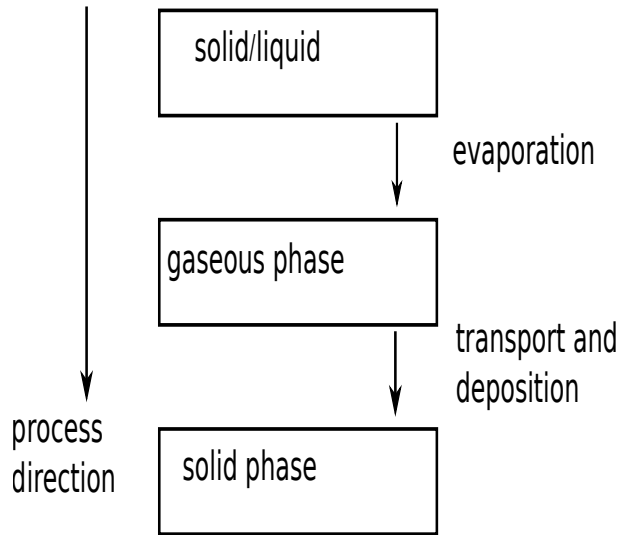 solid/liquid
evaporation
gaseous phase
transport and
deposition
process
direction
solid phase